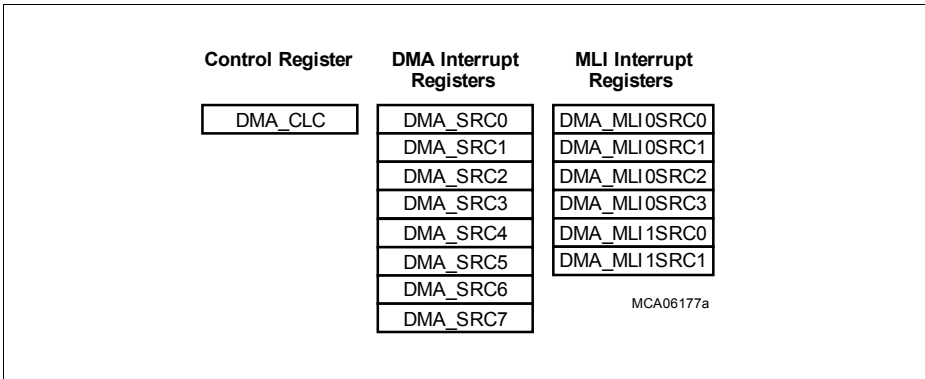 Control Register DMA Interrupt Registers MLI Interrupt Registers
DMA_CLC DMA_SRC0 DMA_MLI0SRC0
DMA_SRC1 DMA_MLI0SRC1
DMA_SRC2 DMA_MLI0SRC2
DMA_SRC3 DMA_MLI0SRC3
DMA_SRC4 DMA_MLI1SRC0
DMA_SRC5 DMA_MLI1SRC1
DMA_SRC6
MCA06177a
DMA_SRC7